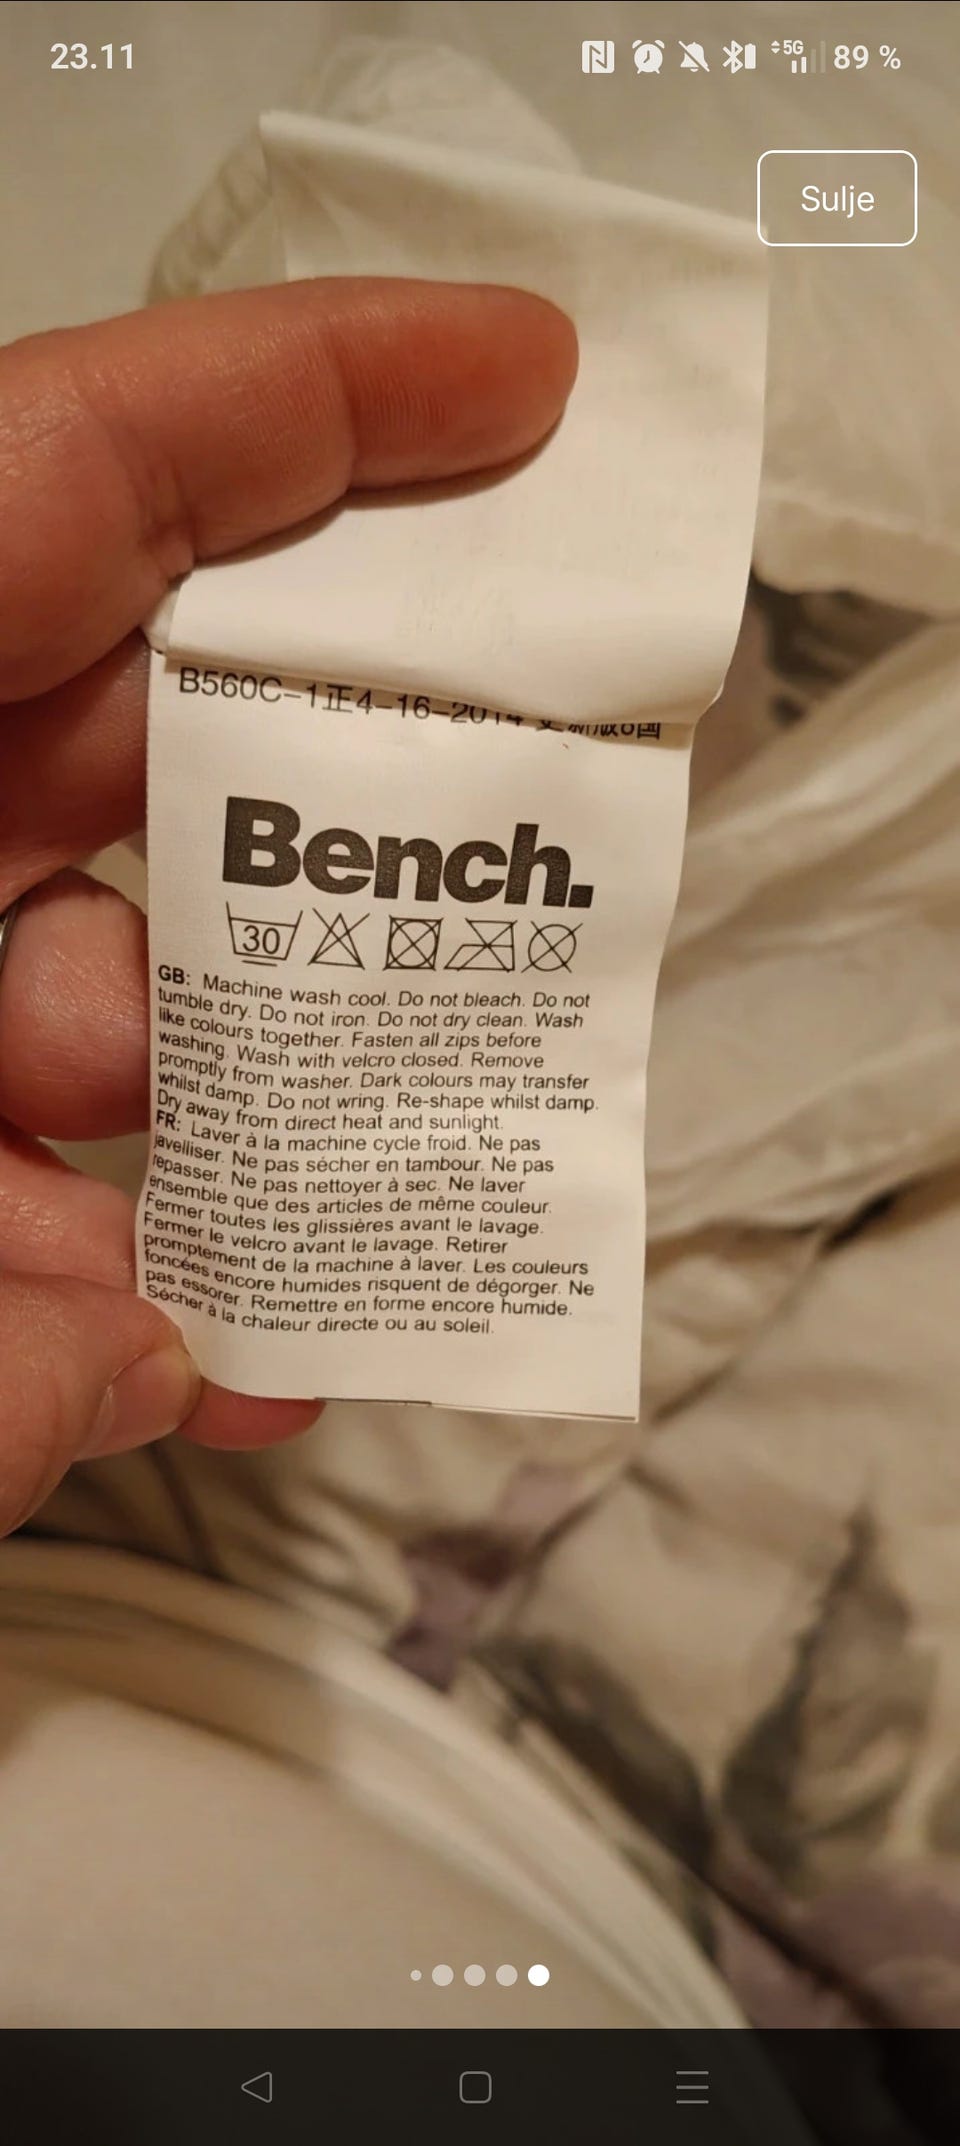 23.11
5G 89 %
Sulje
B560C-1正4-16-2014
Bench.
30
GB: Machine wash cool. Do not bleach. Do not
tumble dry. Do not iron. Do not dry clean. Wash
like colours together. Fasten all zips before
washing. Wash with velcro closed. Remove
promptly from washer. Dark colours may transfer
whilst damp. Do not wring. Re-shape whilst damp.
Dry away from direct heat and sunlight.
FR: Laver à la machine cycle froid. Ne pas
javelliser. Ne pas sécher en tambour. Ne pas
repasser. Ne pas nettoyer à sec. Ne laver
ensemble que des articles de même couleur.
Fermer toutes les glissières avant le lavage.
Fermer le velcro avant le lavage. Retirer
promptement de la machine à laver. Les couleurs
foncées encore humides risquent de dégorger. Ne
pas essorer. Remettre en forme encore humide.
Sécher à la chaleur directe ou au soleil.